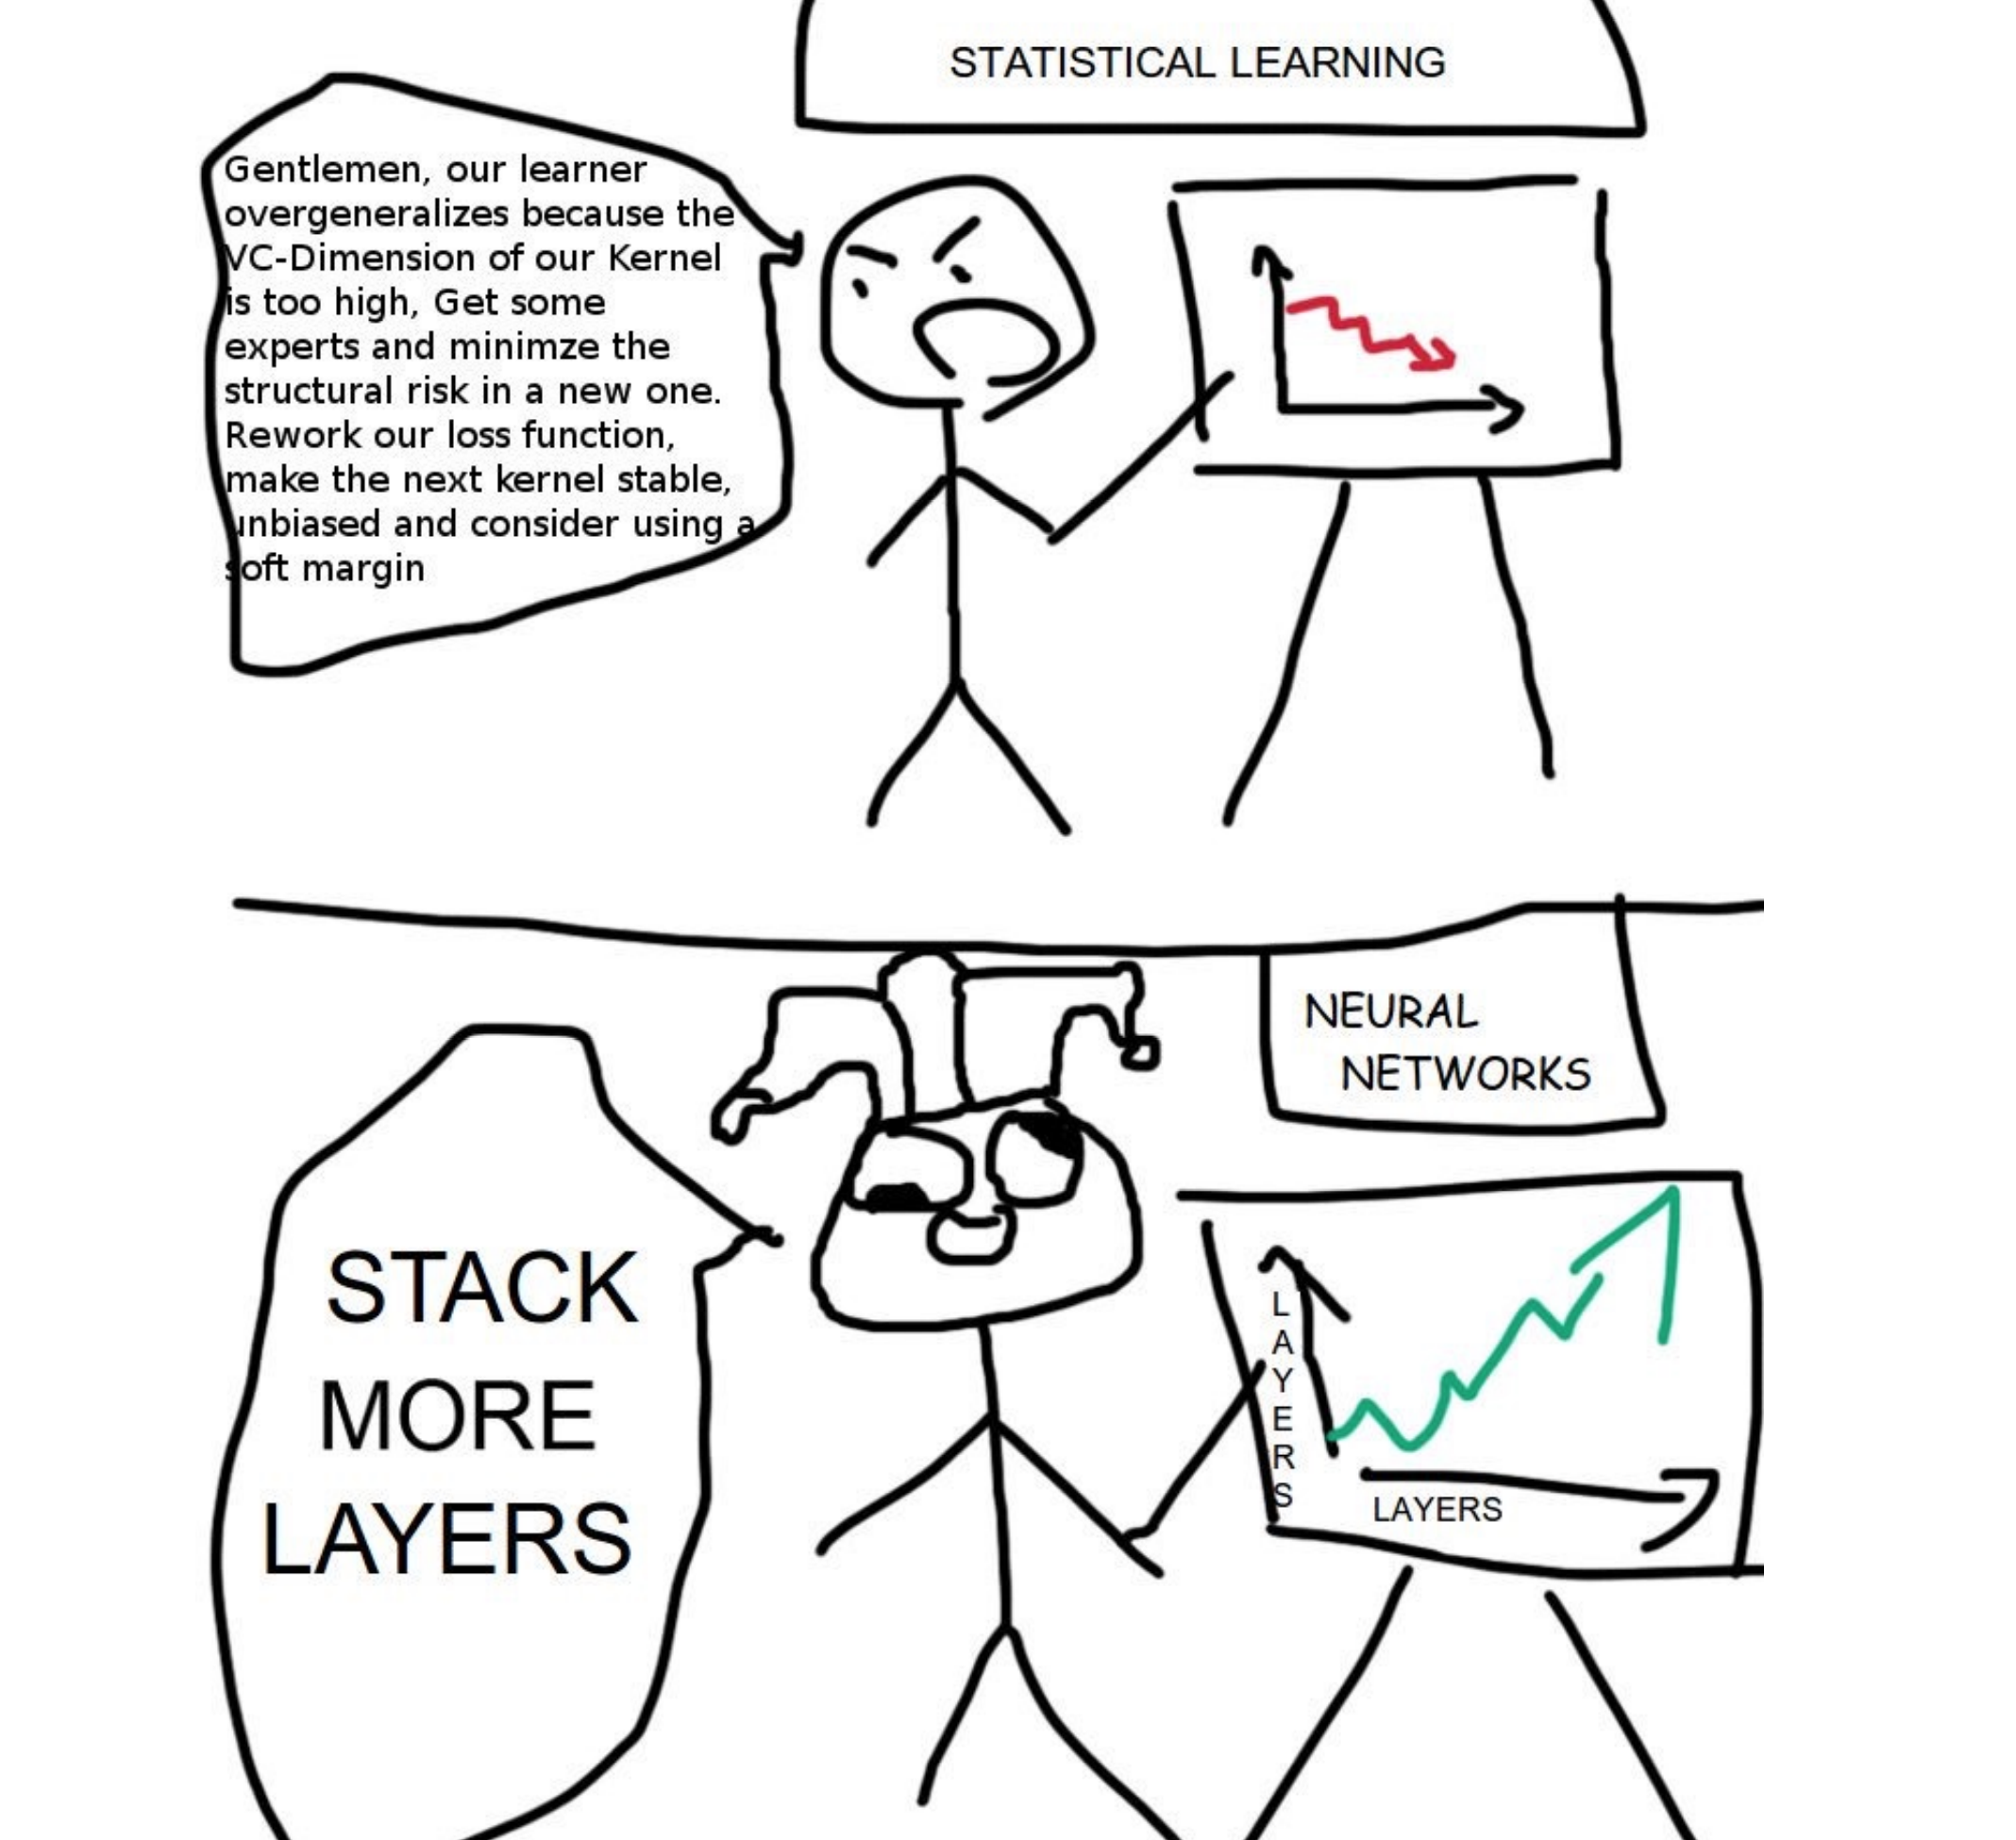 STATISTICAL LEARNING
Gentlemen, our learner
overgeneralizes because the
VC-Dimension of our Kernel
is too high, Get some
experts and minimze the
structural risk in a new one.
Rework our loss function,
make the next kernel stable,
unbiased and consider using a
soft margin
NEURAL
NETWORKS
STACK
MORE
LAYERS
LAYERS
LAYERS